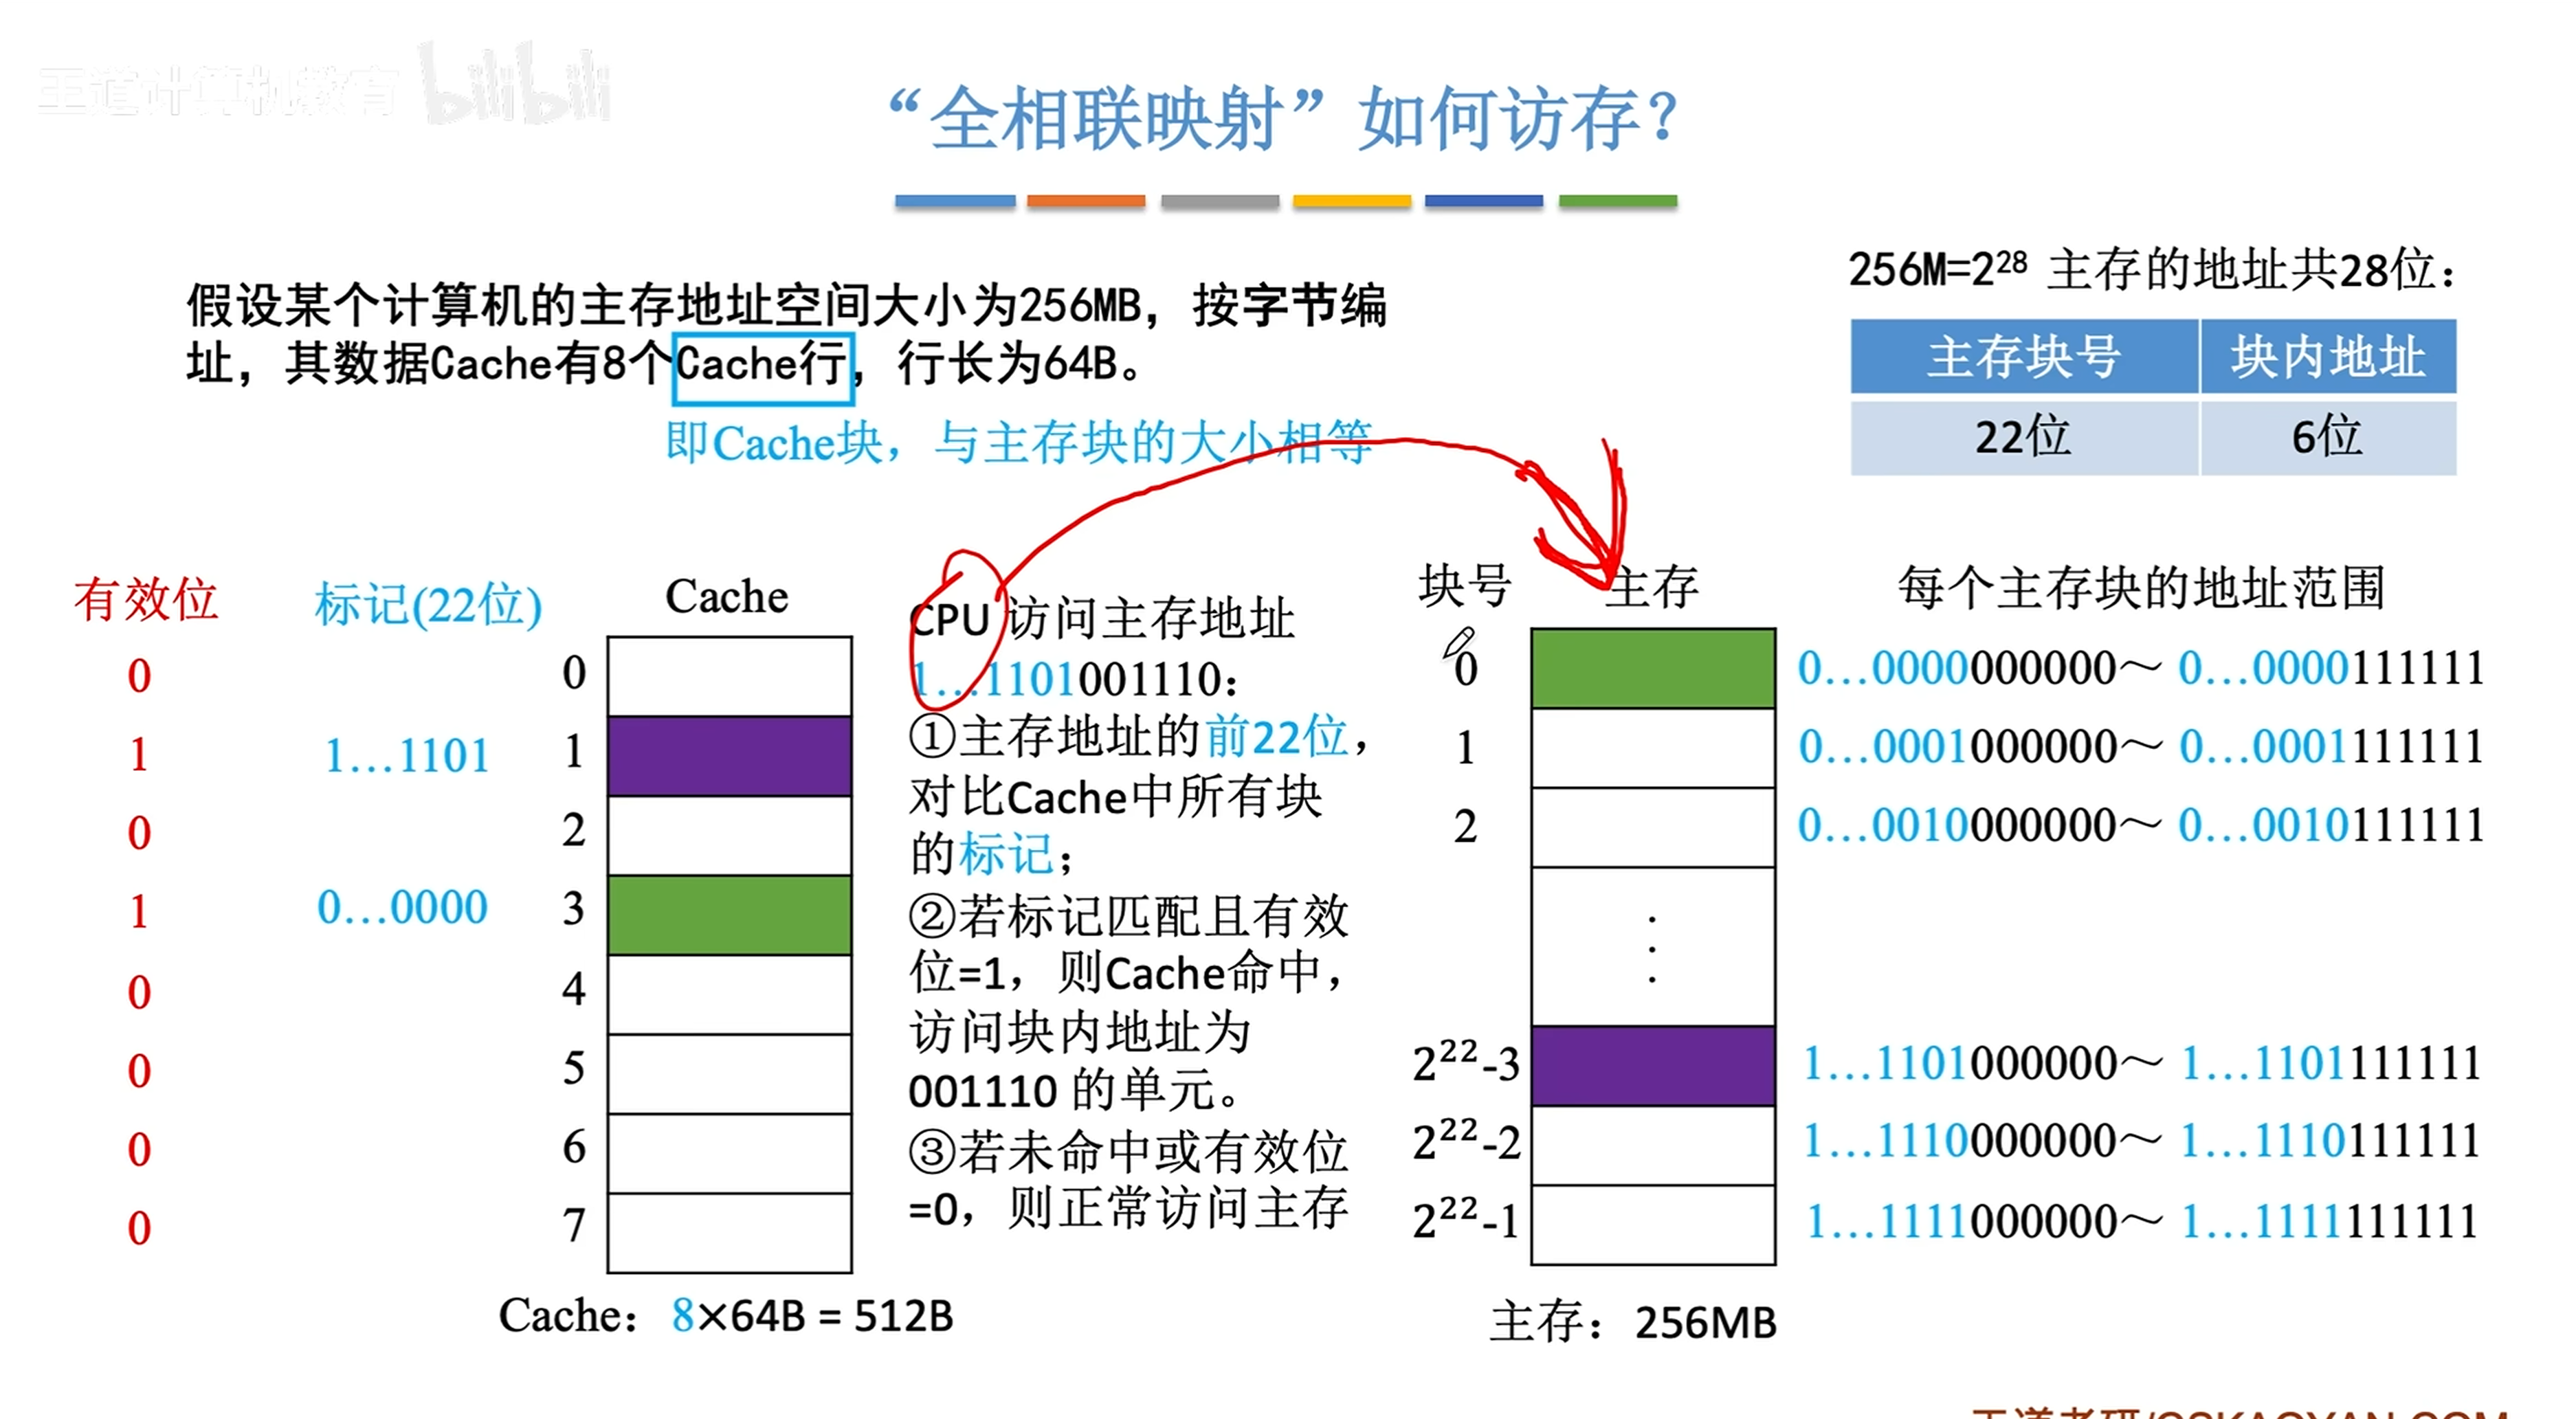 王道计算机教育 bilibili
“全相联映射”如何访存？
假设某个计算机的主存地址空间大小为256MB，按字节编
址，其数据Cache有8个Cache行，行长为64B。
即Cache块，与主存块的大小相等
256M=2²⁸ 主存的地址共28位：
主存块号 块内地址
22位 6位
有效位 标记(22位) Cache
0 0
1 1…1101 1
0 2
1 0…0000 3
0 4
0 5
0 6
0 7
Cache：8×64B = 512B
CPU 访问主存地址
1…1101001110：
①主存地址的前22位，
对比Cache中所有块
的标记；
②若标记匹配且有效
位=1，则Cache命中，
访问块内地址为
001110 的单元。
③若未命中或有效位
=0，则正常访问主存
块号 主存 每个主存块的地址范围
0 0…0000000000～ 0…0000111111
1 0…0001000000～ 0…0001111111
2 0…0010000000～ 0…0010111111
⋮
2²²-3 1…1101000000～ 1…1101111111
2²²-2 1…1110000000～ 1…1110111111
2²²-1 1…1111000000～ 1…1111111111
主存：256MB
王道考研/CSKAOYAN.COM